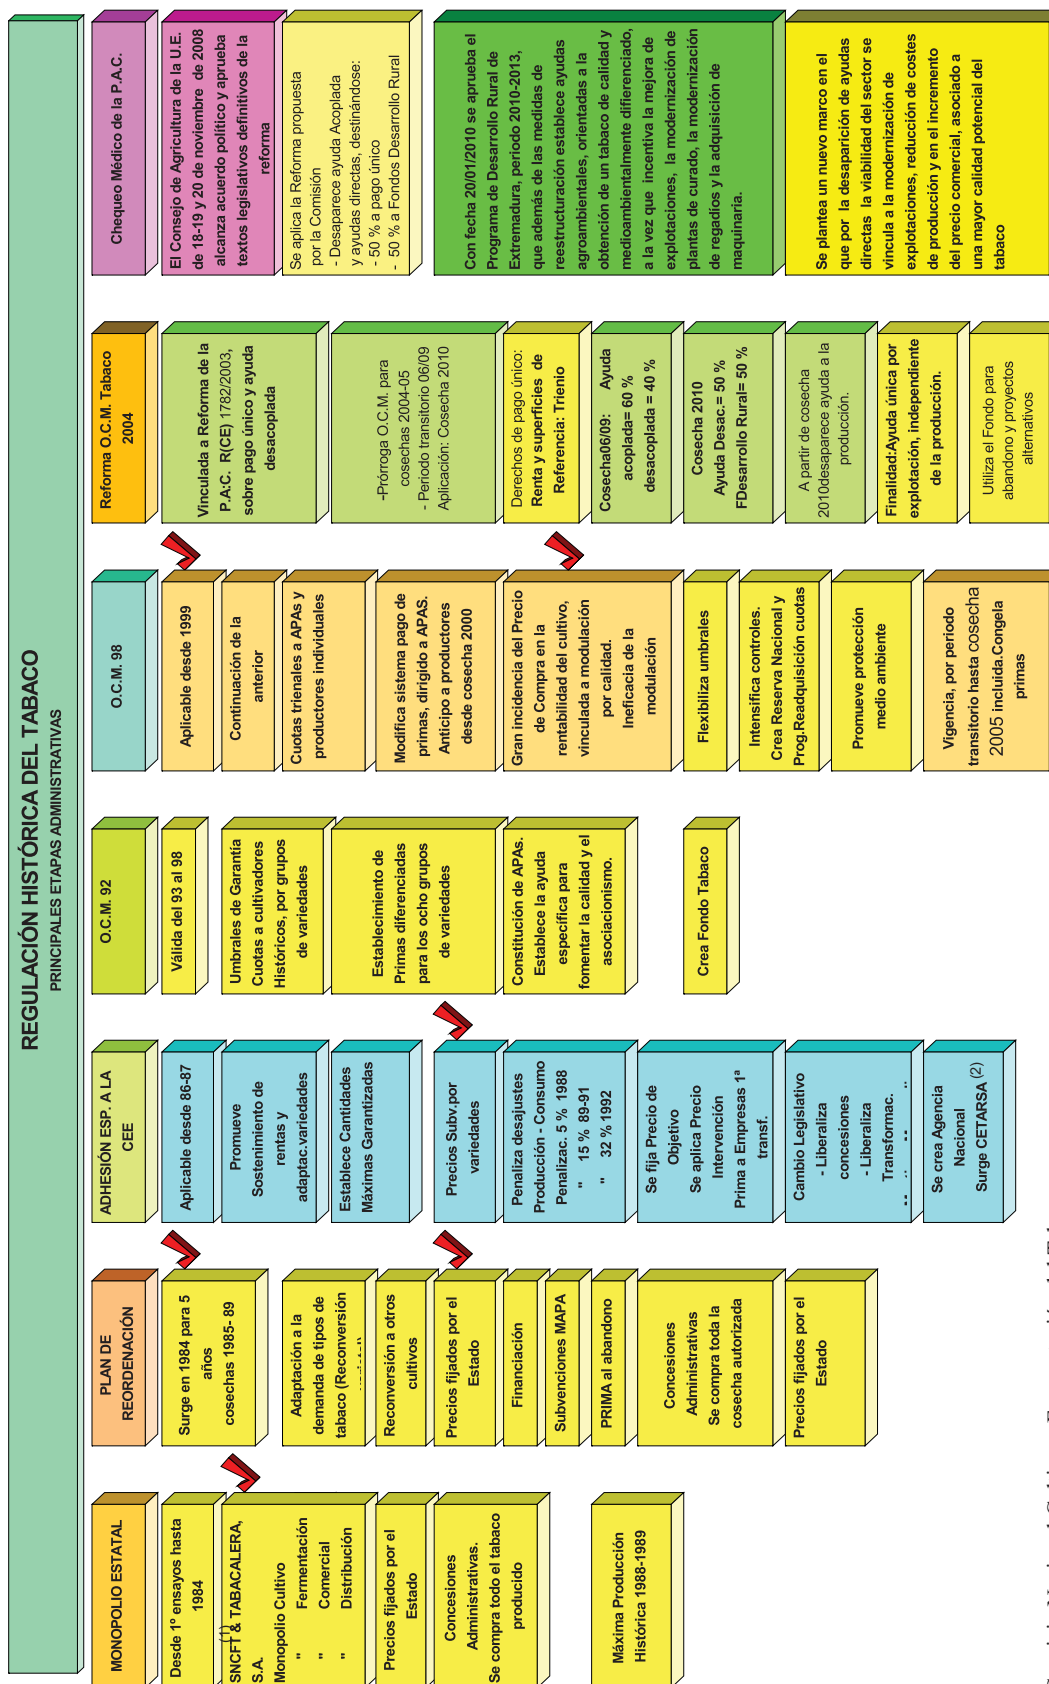 REGULACIÓN HISTÓRICA DEL TABACO
PRINCIPALES ETAPAS ADMINISTRATIVAS
MONOPOLIO ESTATAL
Desde 1º ensayos hasta
1984
(1)
SNCFT & TABACALERA,
S.A.
Monopolio Cultivo
" Fermentación
" Comercial
" Distribución
Precios fijados por el
Estado
Concesiones
Administrativas.
Se compra todo el tabaco
producido
Máxima Producción
Histórica 1988-1989
PLAN DE
REORDENACIÓN
Surge en 1984 para 5
años
cosechas 1985- 89
Adaptación a la
demanda de tipos de
tabaco (Reconversión
Reconversión a otros
cultivos
Precios fijados por el
Estado
Financiación
Subvenciones MAPA
PRIMA al abandono
Concesiones
Administrativas
Se compra toda la
cosecha autorizada
Precios fijados por el
Estado
ADHESIÓN ESP. A LA
CEE
Aplicable desde 86-87
Promueve
Sostenimiento de
rentas y
adaptac.variedades
Establece Cantidades
Máximas Garantizadas
Precios Subv.por
variedades
Penaliza desajustes
Producción - Consumo
Penalizac. 5 % 1988
" 15 % 89-91
" 32 % 1992
Se fija Precio de
Objetivo
Se aplica Precio
Intervención
Prima a Empresas 1ª
transf.
Cambio Legislativo
- Liberaliza
concesiones
- Liberaliza
Transformac.
Se crea Agencia
Nacional
Surge CETARSA (2)
O.C.M. 92
Válida del 93 al 98
Umbrales de Garantía
Cuotas a cultivadores
Históricos, por grupos
de variedades
Establecimiento de
Primas diferenciadas
para los ocho grupos
de variedades
Constitución de APAs.
Establece la ayuda
específica para
fomentar la calidad y el
asociacionismo.
Crea Fondo Tabaco
O.C.M. 98
Aplicable desde 1999
Continuación de la
anterior
Cuotas trienales a APAs y
productores individuales
Modifica sistema pago de
primas, dirigido a APAS.
Anticipo a productores
desde cosecha 2000
Gran incidencia del Precio
de Compra en la
rentabilidad del cultivo,
vinculada a modulación
por calidad.
Ineficacia de la
modulación
Flexibiliza umbrales
Intensifica controles.
Crea Reserva Nacional y
Prog.Readquisición cuotas
Promueve protección
medio ambiente
Vigencia, por periodo
transitorio hasta cosecha
2005 incluida.Congela
primas
Reforma O.C.M. Tabaco
2004
Vinculada a Reforma de la
P.A:C. R(CE) 1782/2003,
sobre pago único y ayuda
desacoplada
-Prórroga O.C.M. para
cosechas 2004-05
- Periodo transitorio 06/09
Aplicación: Cosecha 2010
Derechos de pago único:
Renta y superficies de
Referencia: Trienio
Cosecha06/09: Ayuda
acoplada= 60 %
desacoplada = 40 %
Cosecha 2010
Ayuda Desac.= 50 %
FDesarrollo Rural= 50 %
A partir de cosecha
2010desaparece ayuda a la
producción.
Finalidad:Ayuda única por
explotación, independiente
de la producción.
Utiliza el Fondo para
abandono y proyectos
alternativos
Chequeo Médico de la P.A.C.
El Consejo de Agricultura de la U.E.
de 18-19 y 20 de noviembre de 2008
alcanza acuerdo político y aprueba
textos legislativos definitivos de la
reforma
Se aplica la Reforma propuesta
por la Comisión
- Desaparece ayuda Acoplada
y ayudas directas, destinándose:
- 50 % a pago único
- 50 % a Fondos Desarrollo Rural
Con fecha 20/01/2010 se aprueba el
Programa de Desarrollo Rural de
Extremadura, periodo 2010-2013,
que además de las medidas de
reestructuración establece ayudas
agroambientales, orientadas a la
obtención de un tabaco de calidad y
medioambientalmente diferenciado,
a la vez que incentiva la mejora de
explotaciones, la modernización de
plantas de curado, la modernización
de regadíos y la adquisición de
maquinaria.
Se plantea un nuevo marco en el
que por la desaparición de ayudas
directas la viabilidad del sector se
vincula a la modernización de
explotaciones, reducción de costes
de producción y en el incremento
del precio comercial, asociado a
una mayor calidad potencial del
tabaco